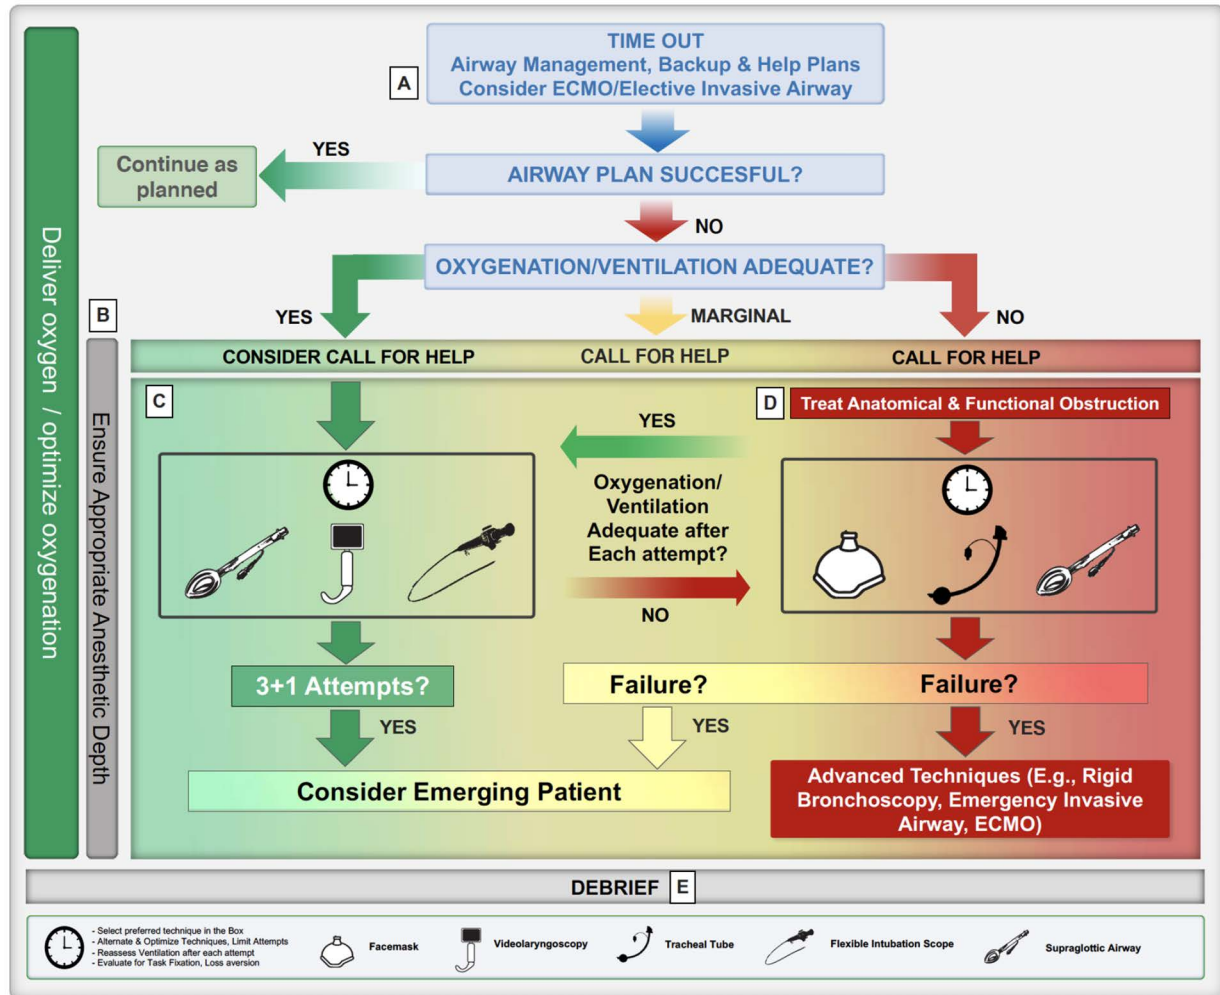 TIME OUT
Airway Management, Backup & Help Plans
Consider ECMO/Elective Invasive Airway
A
YES
Continue as
planned
AIRWAY PLAN SUCCESFUL?
NO
OXYGENATION/VENTILATION ADEQUATE?
Deliver oxygen / optimize oxygenation
B
YES
MARGINAL
NO
Ensure Appropriate Anesthetic Depth
CONSIDER CALL FOR HELP
CALL FOR HELP
CALL FOR HELP
C
D
Treat Anatomical & Functional Obstruction
YES
Oxygenation/
Ventilation
Adequate after
Each attempt?
NO
3+1 Attempts?
Failure?
Failure?
YES
YES
YES
Consider Emerging Patient
Advanced Techniques (E.g., Rigid
Bronchoscopy, Emergency Invasive
Airway, ECMO)
DEBRIEF
E
- Select preferred technique in the Box
- Alternate & Optimize Techniques, Limit Attempts
- Reassess Ventilation after each attempt
- Evaluate for Task Fixation, Loss aversion
Facemask
Videolaryngoscopy
Tracheal Tube
Flexible Intubation Scope
Supraglottic Airway